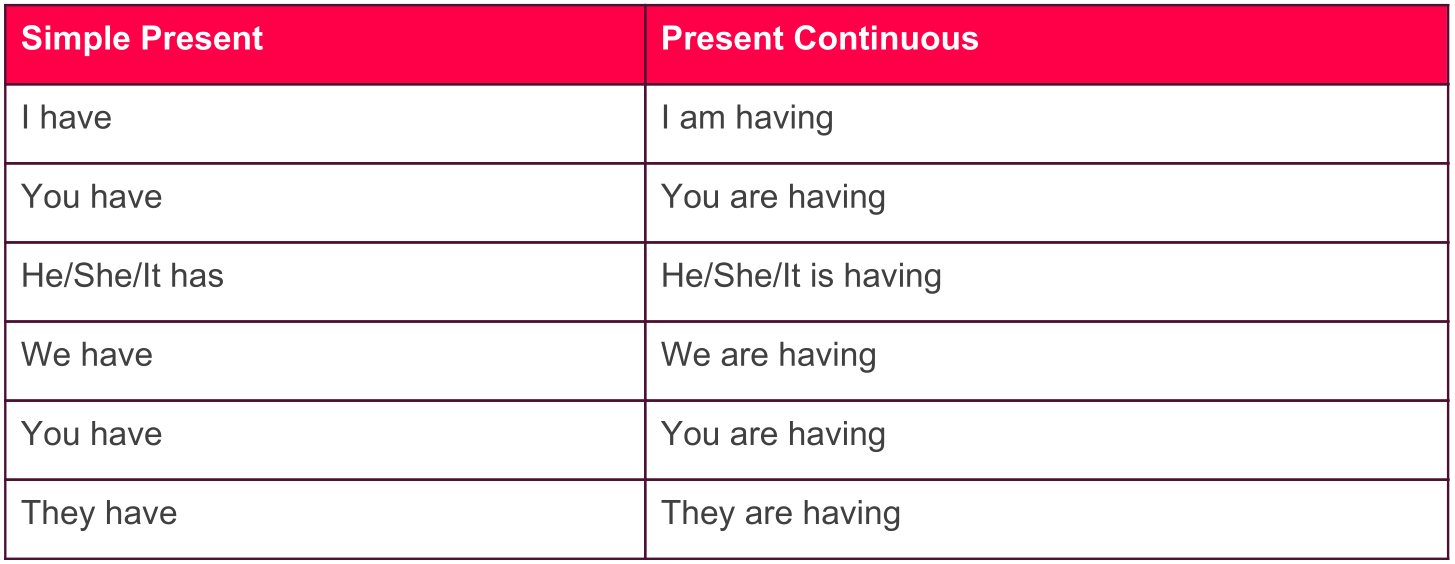 Simple Present Present Continuous
I have I am having
You have You are having
He/She/It has He/She/It is having
We have We are having
You have You are having
They have They are having